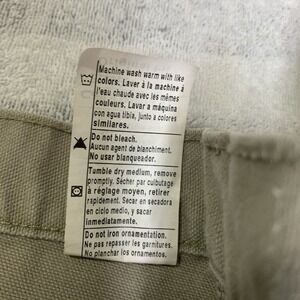 Machine wash warm with like
colors. Laver à la machine à
l'eau chaude avec les mêmes
couleurs. Lavar a máquina
con agua tibia, junto a colores
similares.
Do not bleach.
Aucun agent de blanchiment.
No usar blanqueador.
Tumble dry medium, remove
promptly. Sécher par culbutage
à réglage moyen, retirer
rapidement. Secar en secadora
en ciclo medio, y sacar
inmediatamente.
Do not iron ornamentation.
Ne pas repasser les garnitures.
No planchar los ornamentos.